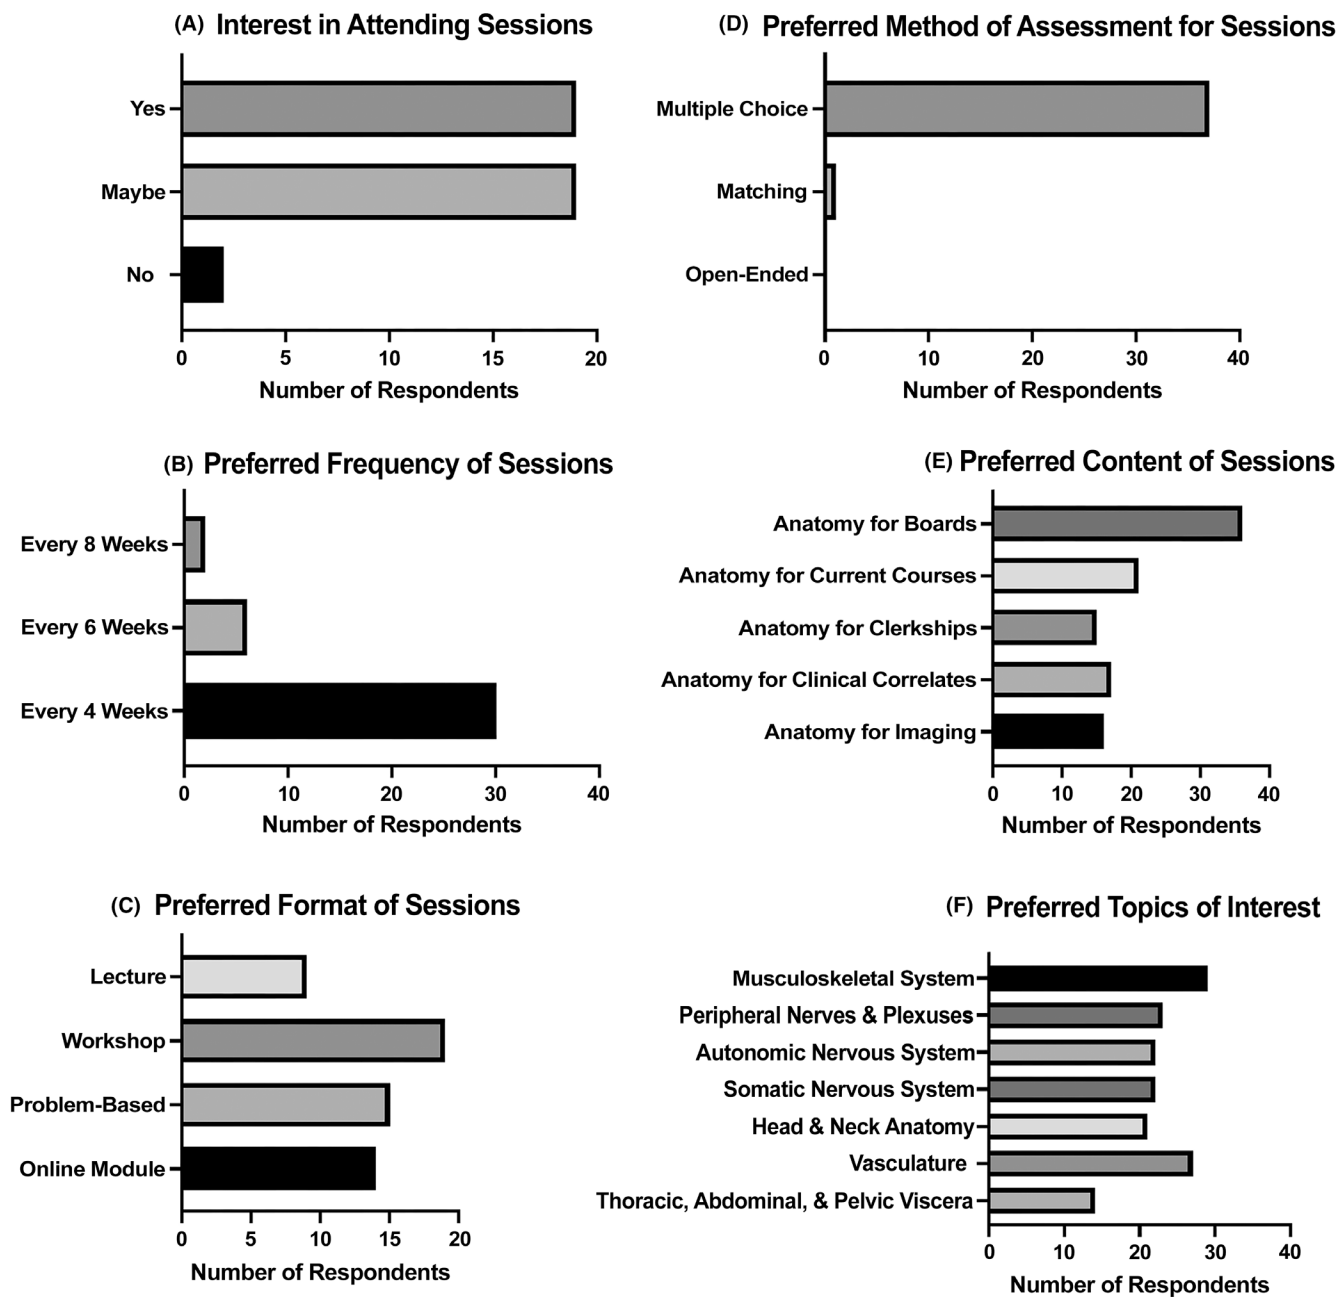 (A) Interest in Attending Sessions
Yes
Maybe
No
0 5 10 15 20
Number of Respondents
(B) Preferred Frequency of Sessions
Every 8 Weeks
Every 6 Weeks
Every 4 Weeks
0 10 20 30 40
Number of Respondents
(C) Preferred Format of Sessions
Lecture
Workshop
Problem-Based
Online Module
0 5 10 15 20
Number of Respondents
(D) Preferred Method of Assessment for Sessions
Multiple Choice
Matching
Open-Ended
0 10 20 30 40
Number of Respondents
(E) Preferred Content of Sessions
Anatomy for Boards
Anatomy for Current Courses
Anatomy for Clerkships
Anatomy for Clinical Correlates
Anatomy for Imaging
0 10 20 30 40
Number of Respondents
(F) Preferred Topics of Interest
Musculoskeletal System
Peripheral Nerves & Plexuses
Autonomic Nervous System
Somatic Nervous System
Head & Neck Anatomy
Vasculature
Thoracic, Abdominal, & Pelvic Viscera
0 10 20 30 40
Number of Respondents